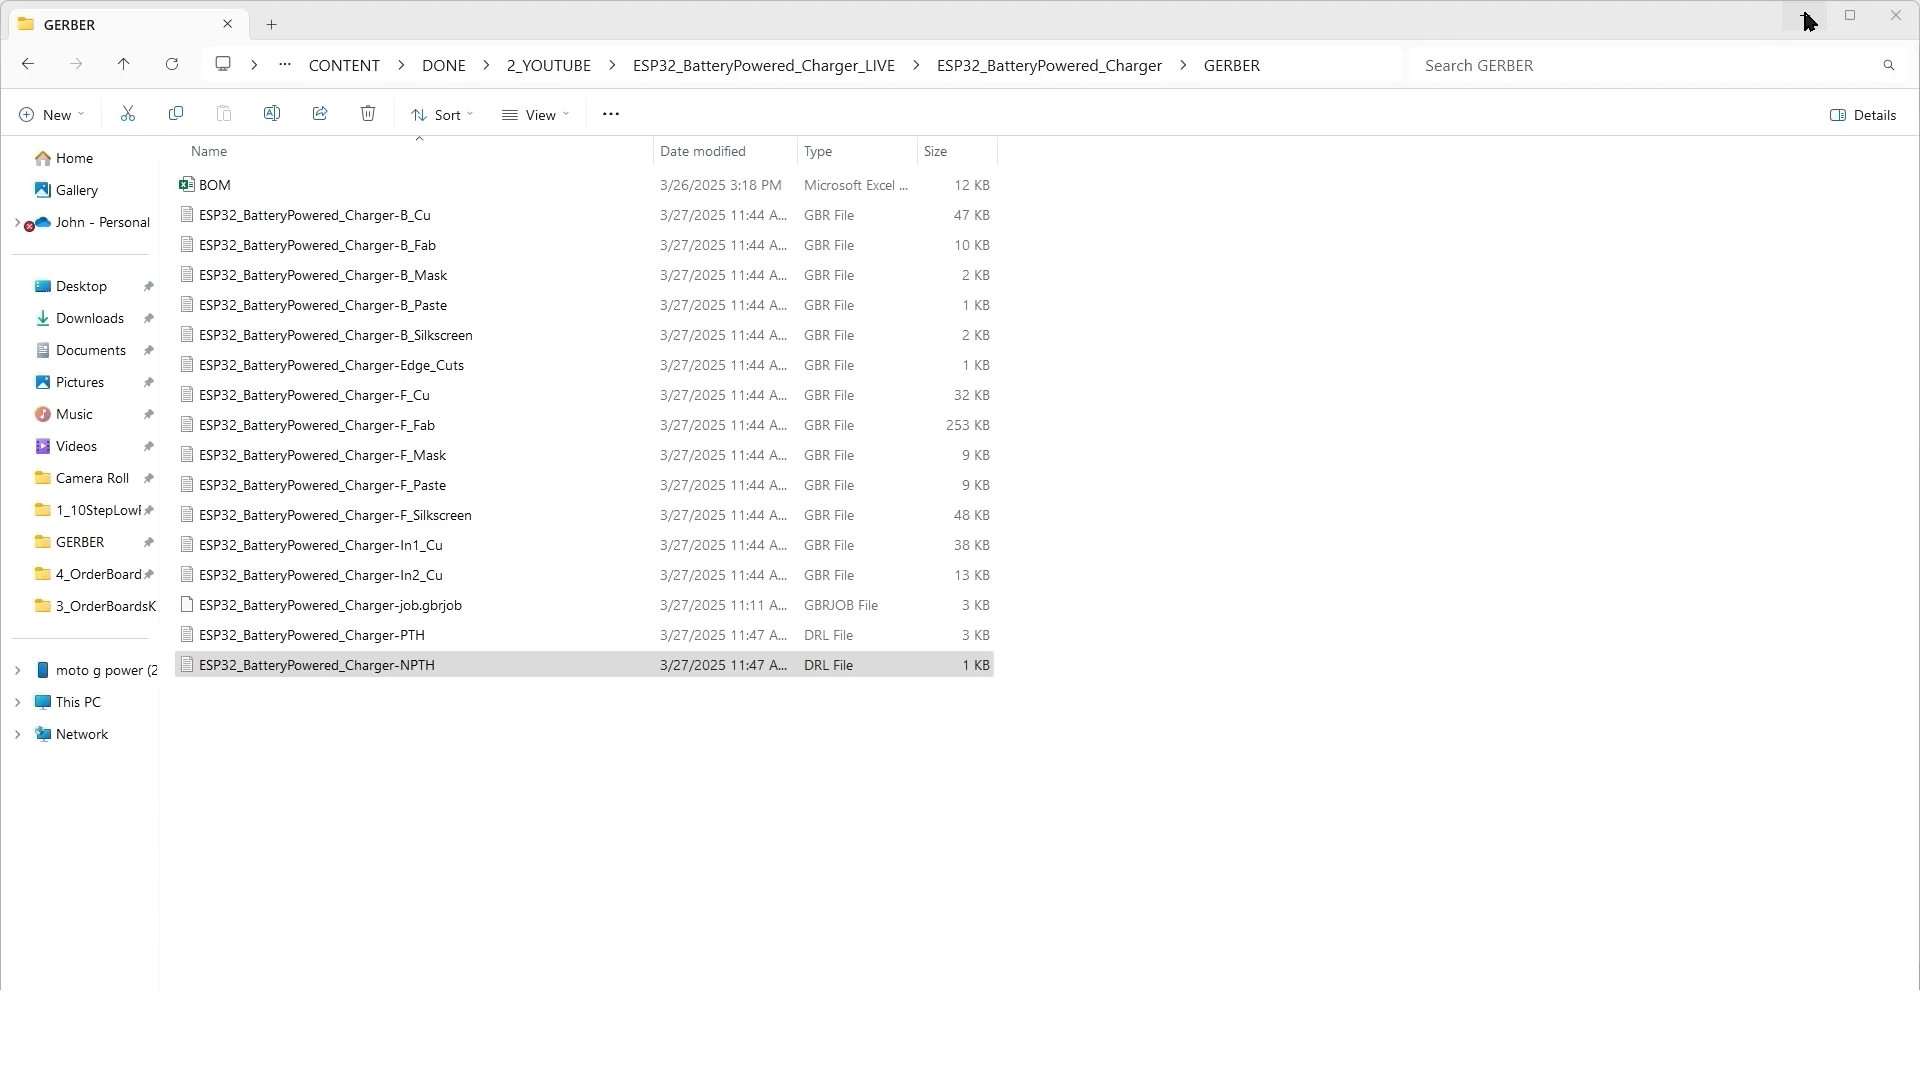 GERBER
CONTENT > DONE > 2_YOUTUBE > ESP32_BatteryPowered_Charger_LIVE > ESP32_BatteryPowered_Charger > GERBER
Search GERBER
New
Sort
View
Details
Home
Gallery
John - Personal
Desktop
Downloads
Documents
Pictures
Music
Videos
Camera Roll
1_10StepLowF
GERBER
4_OrderBoard
3_OrderBoardsK
moto g power (2
This PC
Network
Name Date modified Type Size
BOM 3/26/2025 3:18 PM Microsoft Excel ... 12 KB
ESP32_BatteryPowered_Charger-B_Cu 3/27/2025 11:44 A... GBR File 47 KB
ESP32_BatteryPowered_Charger-B_Fab 3/27/2025 11:44 A... GBR File 10 KB
ESP32_BatteryPowered_Charger-B_Mask 3/27/2025 11:44 A... GBR File 2 KB
ESP32_BatteryPowered_Charger-B_Paste 3/27/2025 11:44 A... GBR File 1 KB
ESP32_BatteryPowered_Charger-B_Silkscreen 3/27/2025 11:44 A... GBR File 2 KB
ESP32_BatteryPowered_Charger-Edge_Cuts 3/27/2025 11:44 A... GBR File 1 KB
ESP32_BatteryPowered_Charger-F_Cu 3/27/2025 11:44 A... GBR File 32 KB
ESP32_BatteryPowered_Charger-F_Fab 3/27/2025 11:44 A... GBR File 253 KB
ESP32_BatteryPowered_Charger-F_Mask 3/27/2025 11:44 A... GBR File 9 KB
ESP32_BatteryPowered_Charger-F_Paste 3/27/2025 11:44 A... GBR File 9 KB
ESP32_BatteryPowered_Charger-F_Silkscreen 3/27/2025 11:44 A... GBR File 48 KB
ESP32_BatteryPowered_Charger-In1_Cu 3/27/2025 11:44 A... GBR File 38 KB
ESP32_BatteryPowered_Charger-In2_Cu 3/27/2025 11:44 A... GBR File 13 KB
ESP32_BatteryPowered_Charger-job.gbrjob 3/27/2025 11:11 A... GBRJOB File 3 KB
ESP32_BatteryPowered_Charger-PTH 3/27/2025 11:47 A... DRL File 3 KB
ESP32_BatteryPowered_Charger-NPTH 3/27/2025 11:47 A... DRL File 1 KB